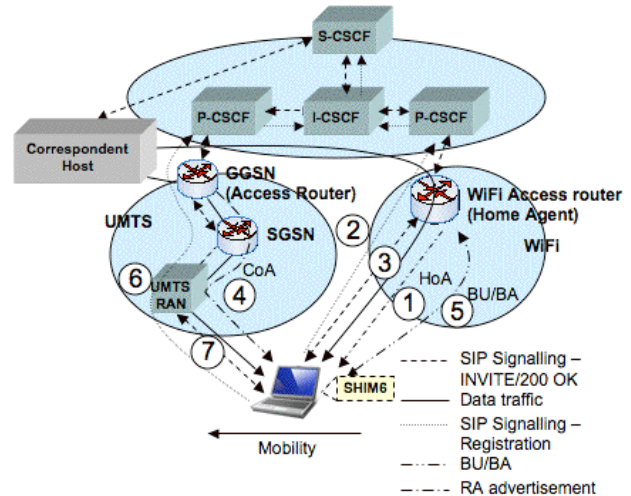 S-CSCF
P-CSCF
I-CSCF
P-CSCF
Correspondent
Host
GGSN
(Access Router)
WiFi Access router
(Home Agent)
UMTS
SGSN
WiFi
2
3
6
CoA
HoA
UMTS
RAN
4
1
5
BU/BA
7
SHIM6
SIP Signalling –
INVITE/200 OK
Data traffic
SIP Signalling –
Registration
Mobility
BU/BA
RA advertisement